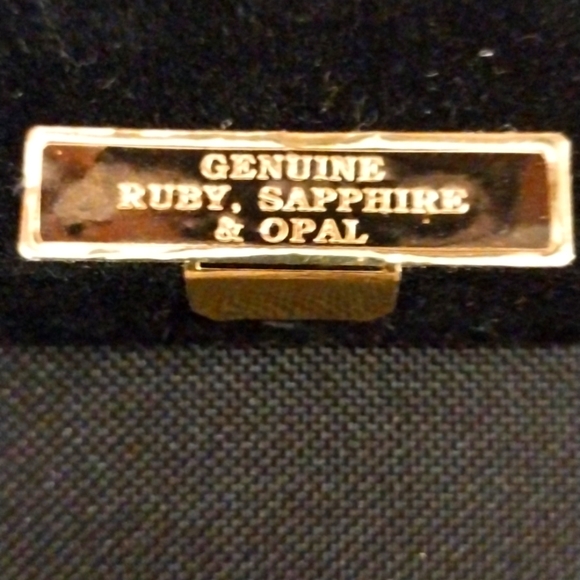 GENUINE
RUBY, SAPPHIRE
& OPAL